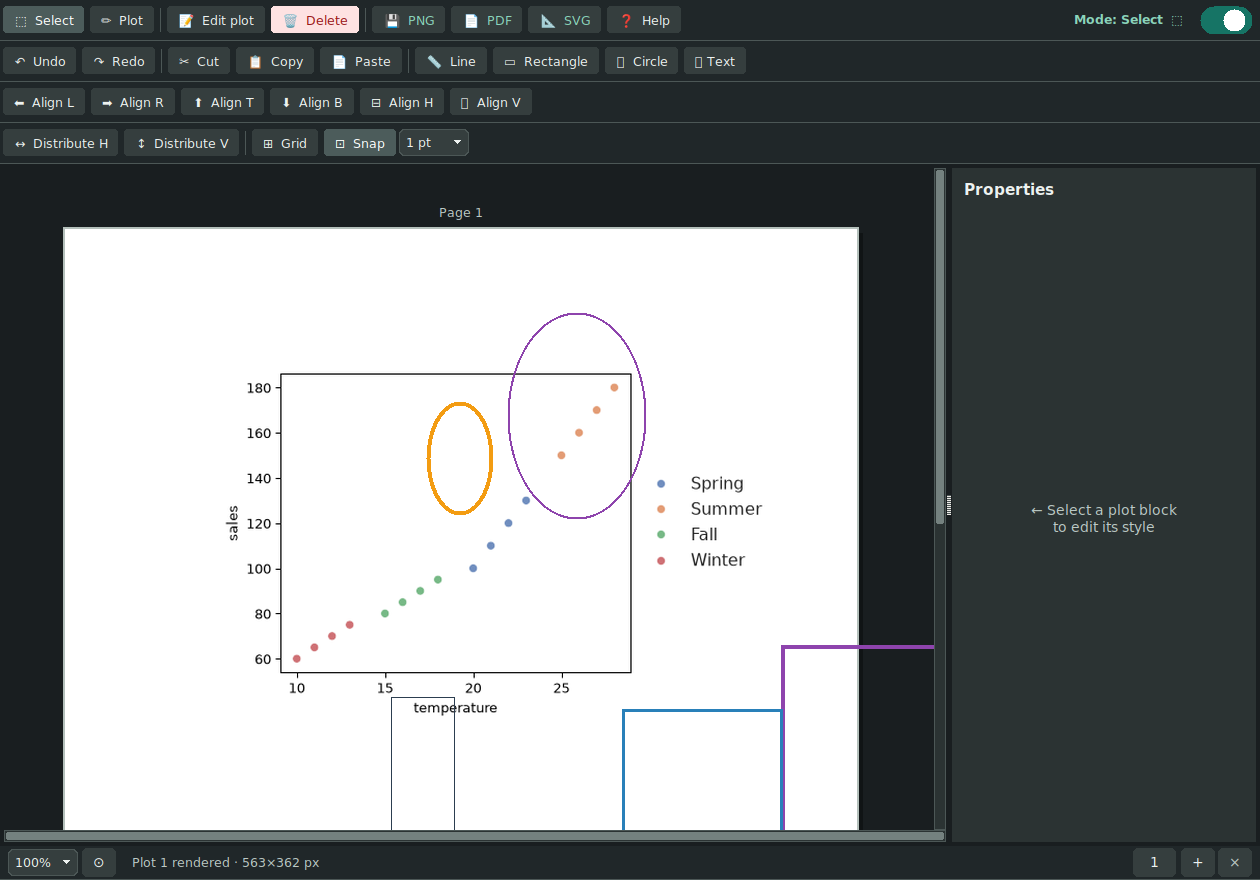 Select Plot Edit plot Delete PNG PDF SVG Help Mode: Select
Undo Redo Cut Copy Paste Line Rectangle Circle Text
Align L Align R Align T Align B Align H Align V
Distribute H Distribute V Grid Snap 1 pt
Properties
Page 1
180
160
140
120
100
80
60
sales
10 15 20 25
temperature
Spring
Summer
Fall
Winter
← Select a plot block
to edit its style
100% Plot 1 rendered · 563×362 px 1 + ×